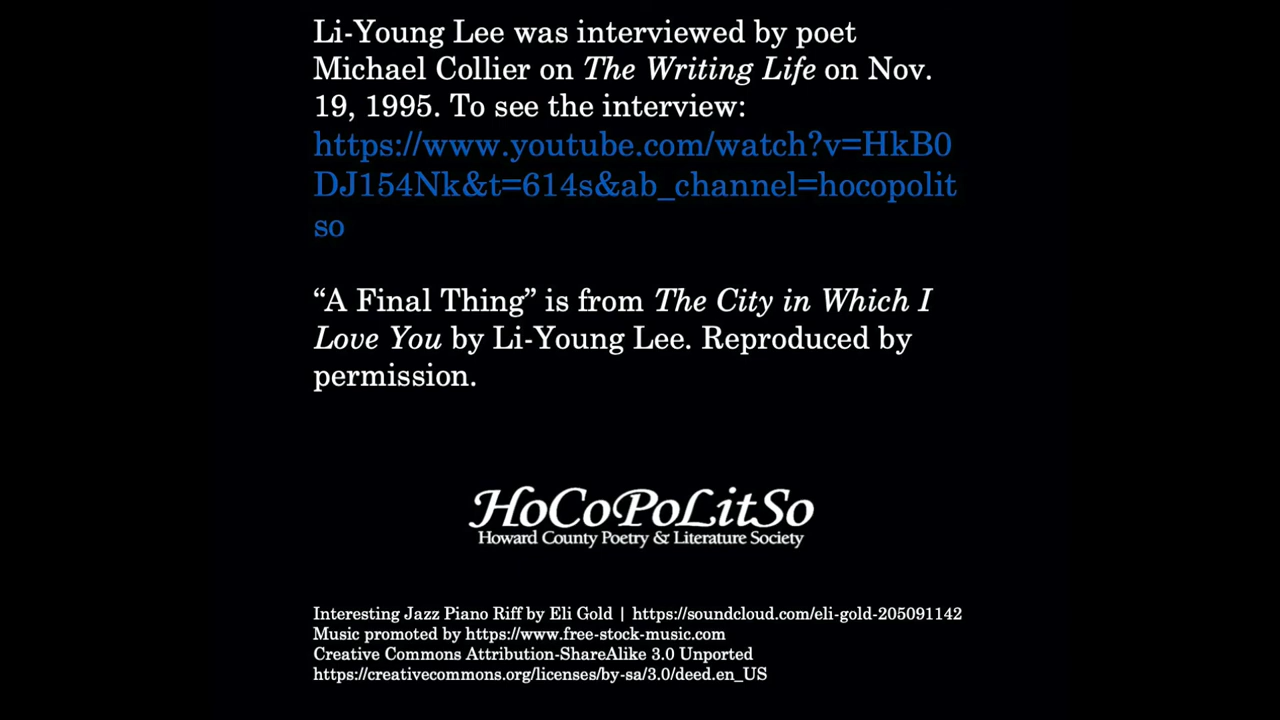 Li-Young Lee was interviewed by poet
Michael Collier on The Writing Life on Nov.
19, 1995. To see the interview:
https://www.youtube.com/watch?v=HkB0
DJ154Nk&t=614s&ab_channel=hocopolit
so
“A Final Thing” is from The City in Which I
Love You by Li-Young Lee. Reproduced by
permission.
HoCoPoLitSo
Howard County Poetry & Literature Society
Interesting Jazz Piano Riff by Eli Gold | https://soundcloud.com/eli-gold-205091142
Music promoted by https://www.free-stock-music.com
Creative Commons Attribution-ShareAlike 3.0 Unported
https://creativecommons.org/licenses/by-sa/3.0/deed.en_US